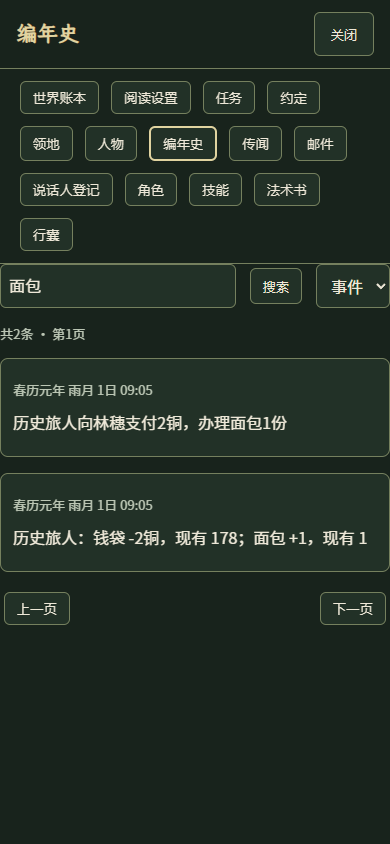 编年史 关闭
世界账本 阅读设置 任务 约定
领地 人物 编年史 传闻 邮件
说话人登记 角色 技能 法术书
行囊
面包 搜索 事件
共2条 · 第1页
春历元年 雨月 1日 09:05
历史旅人向林穗支付2铜，办理面包1份
春历元年 雨月 1日 09:05
历史旅人：钱袋 -2铜，现有 178；面包 +1，现有 1
上一页 下一页